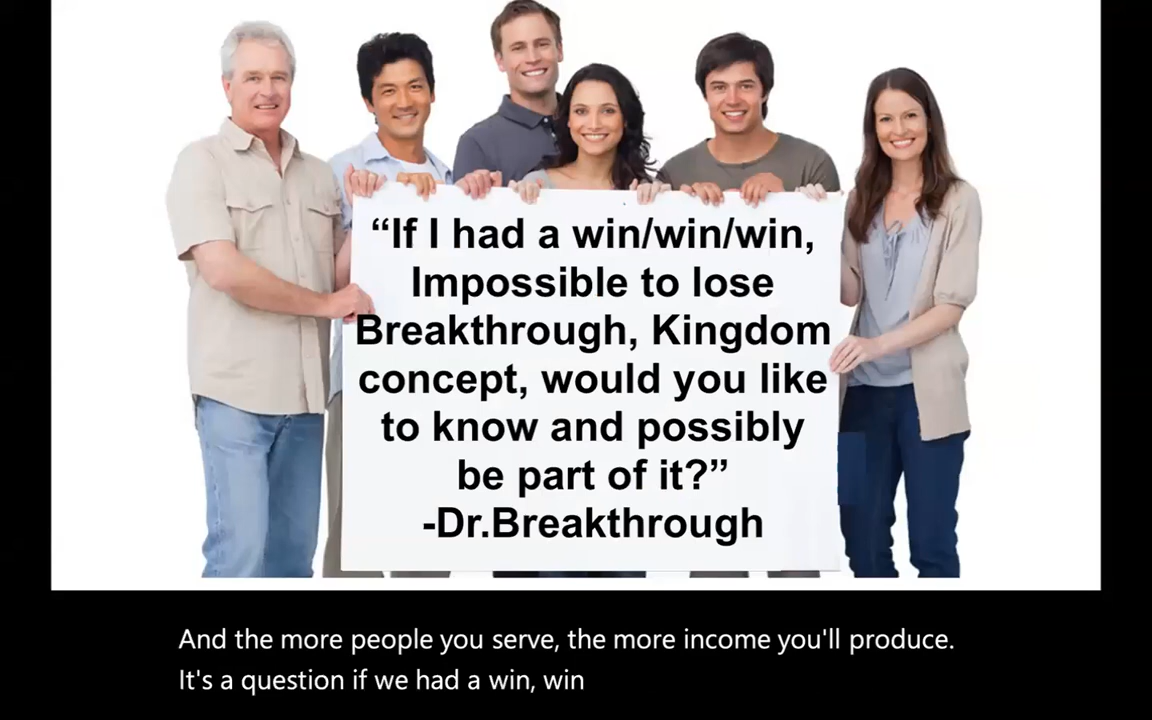 “If I had a win/win/win,
Impossible to lose
Breakthrough, Kingdom
concept, would you like
to know and possibly
be part of it?”
-Dr.Breakthrough
And the more people you serve, the more income you'll produce.
It's a question if we had a win, win